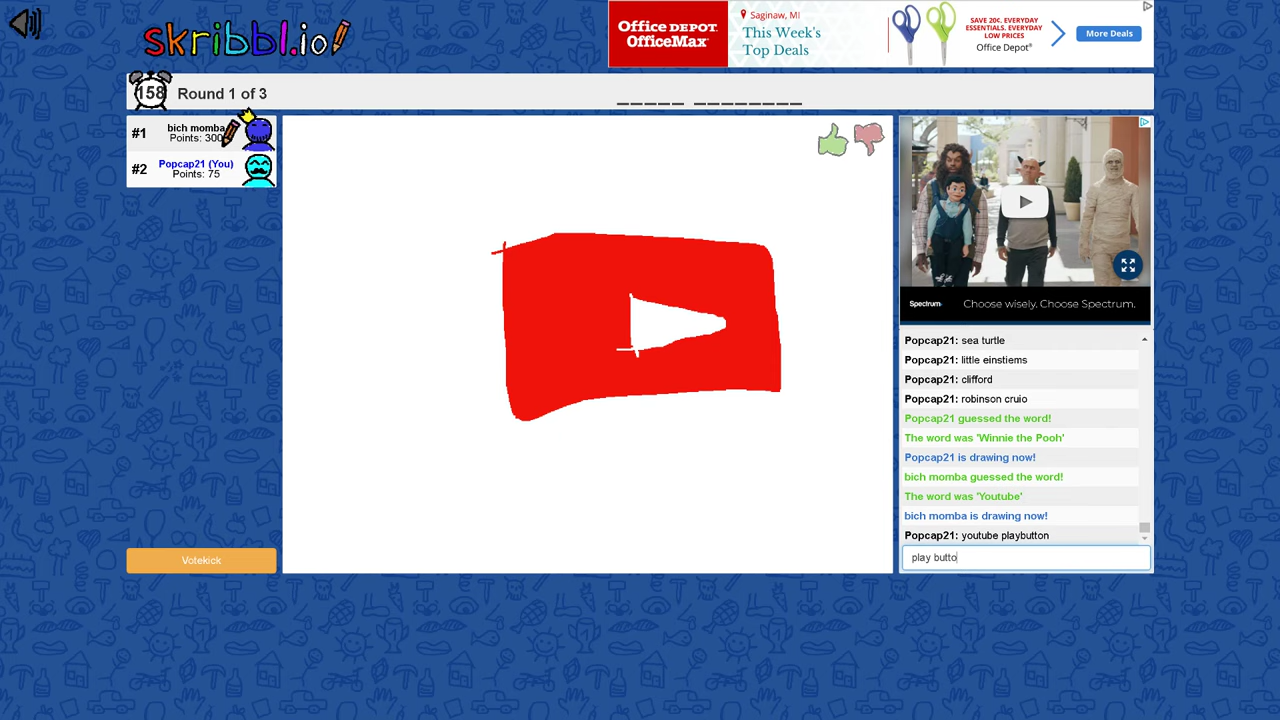 skribbl.io
OFFICE DEPOT
OfficeMax
Saginaw, MI
This Week's
Top Deals
SAVE 20¢. EVERYDAY
ESSENTIALS. EVERYDAY
LOW PRICES
Office Depot
More Deals
158
Round 1 of 3
_____ ________
#1
bich momba
Points: 300
#2
Popcap21 (You)
Points: 75
Spectrum
Choose wisely. Choose Spectrum.
Popcap21: sea turtle
Popcap21: little einstiems
Popcap21: clifford
Popcap21: robinson cruio
Popcap21 guessed the word!
The word was 'Winnie the Pooh'
Popcap21 is drawing now!
bich momba guessed the word!
The word was 'Youtube'
bich momba is drawing now!
Popcap21: youtube playbutton
play butto
Votekick